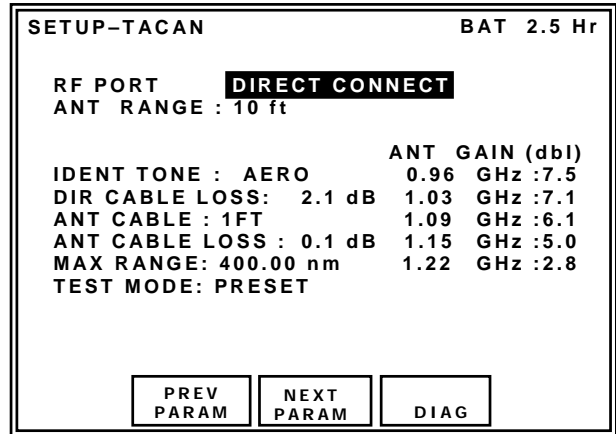 SETUP–TACAN BAT 2.5 Hr
RF PORT DIRECT CONNECT
ANT RANGE : 10 ft
ANT GAIN (dbI)
IDENT TONE : AERO 0.96 GHz :7.5
DIR CABLE LOSS: 2.1 dB 1.03 GHz :7.1
ANT CABLE : 1FT 1.09 GHz :6.1
ANT CABLE LOSS : 0.1 dB 1.15 GHz :5.0
MAX RANGE: 400.00 nm 1.22 GHz :2.8
TEST MODE: PRESET
PREV PARAM
NEXT PARAM
DIAG